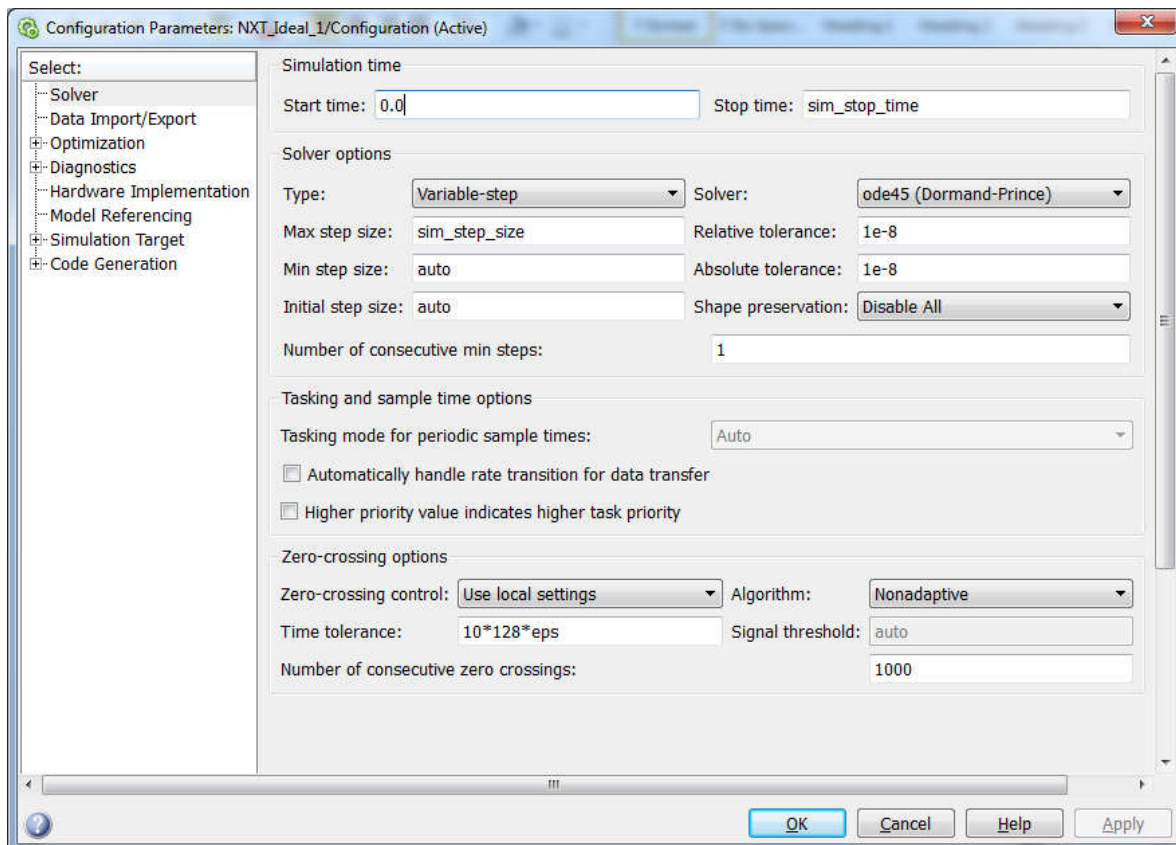 Configuration Parameters: NXT_Ideal_1/Configuration (Active)
Select:
Solver
Data Import/Export
Optimization
Diagnostics
Hardware Implementation
Model Referencing
Simulation Target
Code Generation
Simulation time
Start time: 0.0 Stop time: sim_stop_time
Solver options
Type: Variable-step Solver: ode45 (Dormand-Prince)
Max step size: sim_step_size Relative tolerance: 1e-8
Min step size: auto Absolute tolerance: 1e-8
Initial step size: auto Shape preservation: Disable All
Number of consecutive min steps: 1
Tasking and sample time options
Tasking mode for periodic sample times: Auto
Automatically handle rate transition for data transfer
Higher priority value indicates higher task priority
Zero-crossing options
Zero-crossing control: Use local settings Algorithm: Nonadaptive
Time tolerance: 10*128*eps Signal threshold: auto
Number of consecutive zero crossings: 1000
OK Cancel Help Apply